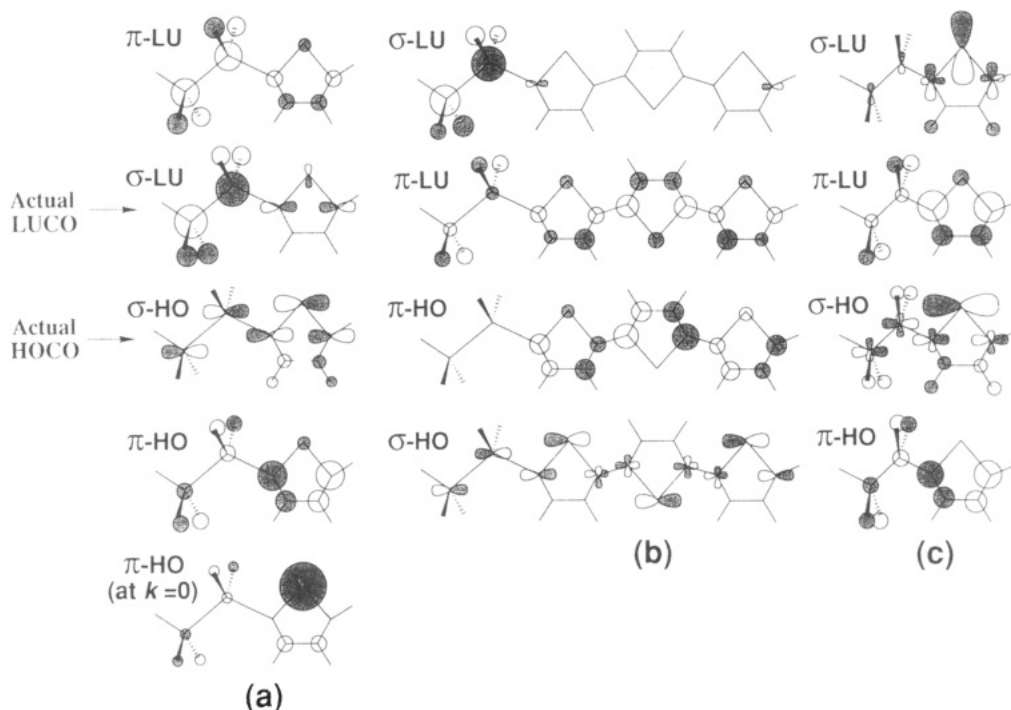 π-LU
σ-LU
σ-LU
Actual
LUCO
σ-LU
π-LU
π-LU
Actual
HOCO
σ-HO
π-HO
σ-HO
π-HO
σ-HO
π-HO
(b)
(c)
π-HO
(at k =0)
(a)